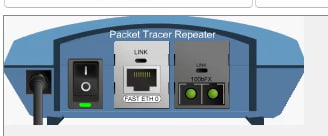 Packet Tracer Repeater
LINK
LINK
100bFX
FAST ETH 0